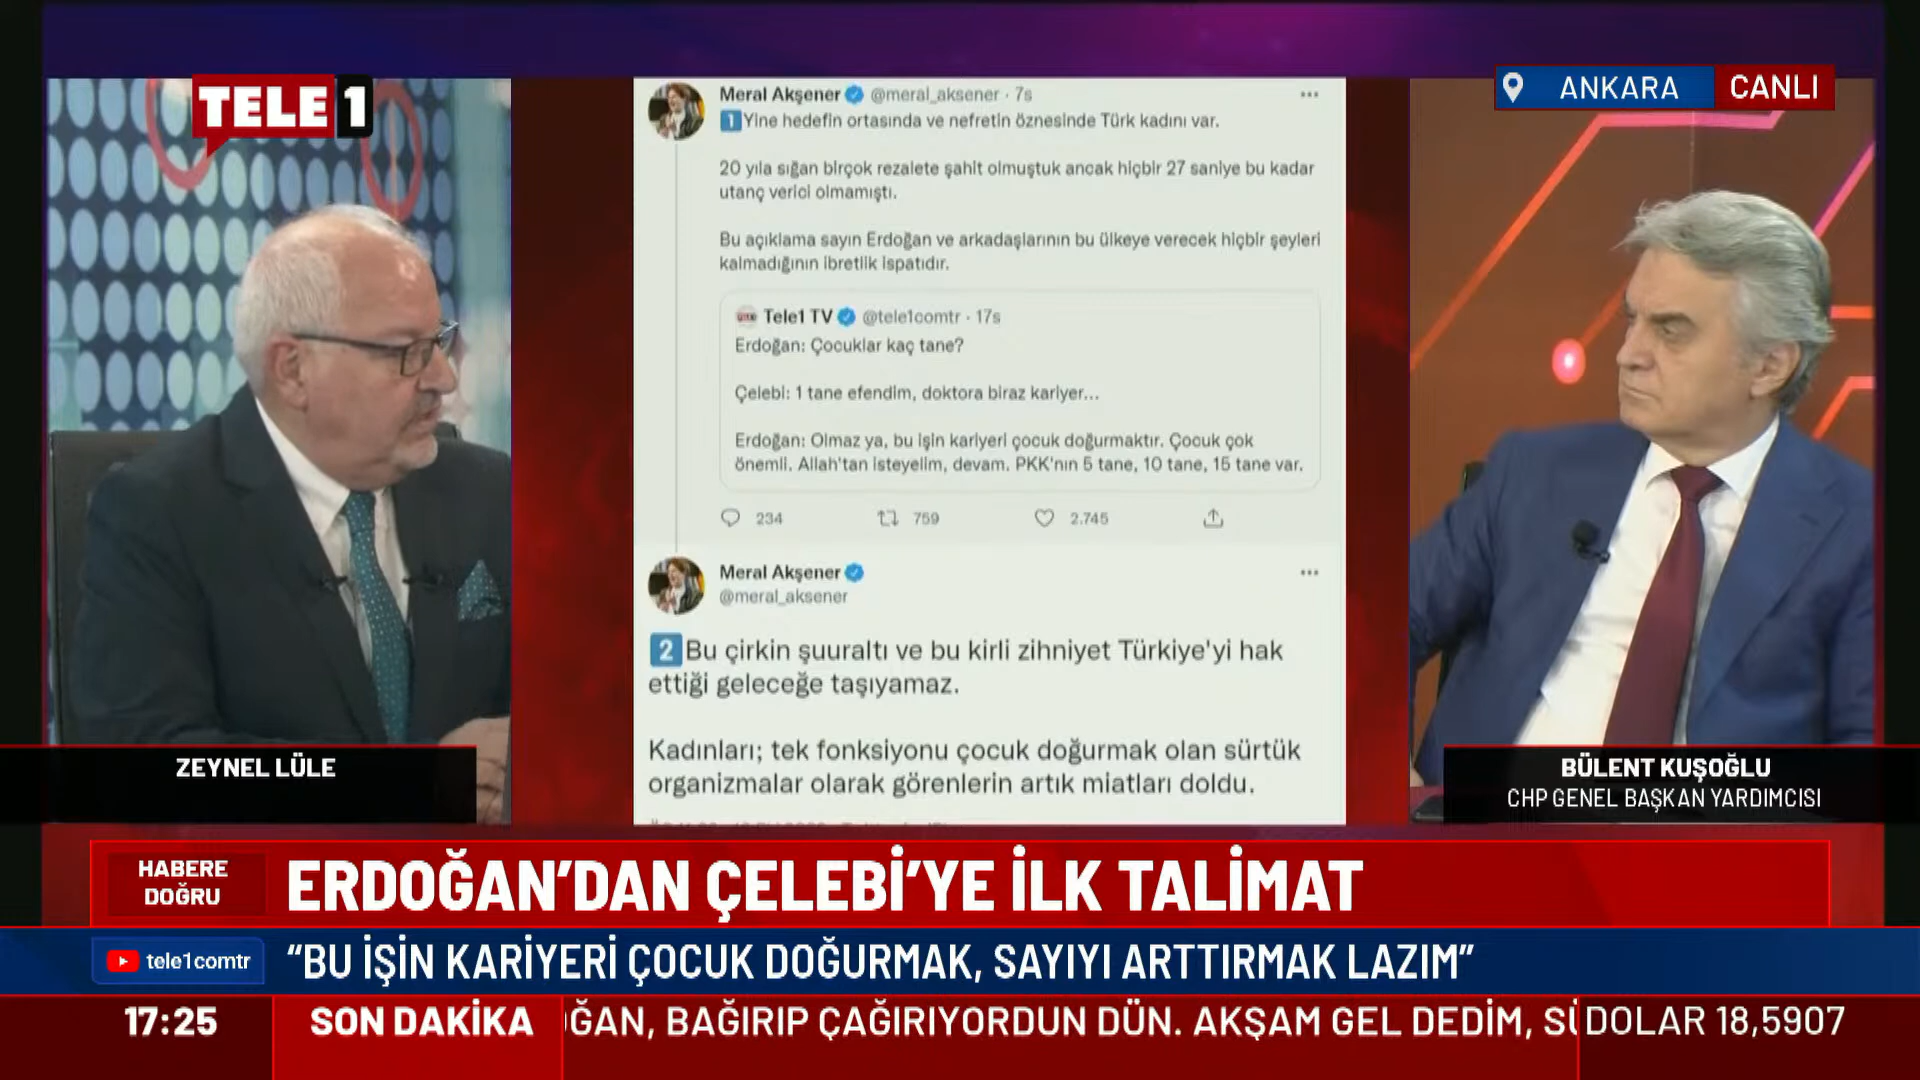 TELE 1
ANKARA CANLI
Meral Akşener @meral_aksener · 7s
1 Yine hedefin ortasında ve nefretin öznesinde Türk kadını var.
20 yıla sığan birçok rezalete şahit olmuştuk ancak hiçbir 27 saniye bu kadar
utanç verici olmamıştı.
Bu açıklama sayın Erdoğan ve arkadaşlarının bu ülkeye verecek hiçbir şeyleri
kalmadığının ibretlik ispatıdır.
Tele1 TV @tele1comtr · 17s
Erdoğan: Çocuklar kaç tane?
Çelebi: 1 tane efendim, doktora biraz kariyer...
Erdoğan: Olmaz ya, bu işin kariyeri çocuk doğurmaktır. Çocuk çok
önemli. Allah'tan isteyelim, devam. PKK'nın 5 tane, 10 tane, 15 tane var.
234 759 2.745
Meral Akşener
@meral_aksener
2 Bu çirkin şuuraltı ve bu kirli zihniyet Türkiye'yi hak
ettiği geleceğe taşıyamaz.
Kadınları; tek fonksiyonu çocuk doğurmak olan sürtük
organizmalar olarak görenlerin artık miatları doldu.
ZEYNEL LÜLE
BÜLENT KUŞOĞLU
CHP GENEL BAŞKAN YARDIMCISI
HABERE
DOĞRU
ERDOĞAN'DAN ÇELEBİ'YE İLK TALİMAT
tele1comtr
“BU İŞİN KARİYERİ ÇOCUK DOĞURMAK, SAYIYI ARTTIRMAK LAZIM”
17:25 SON DAKİKA ĞAN, BAĞIRIP ÇAĞIRIYORDUN DÜN. AKŞAM GEL DEDİM, DOLAR 18,5907